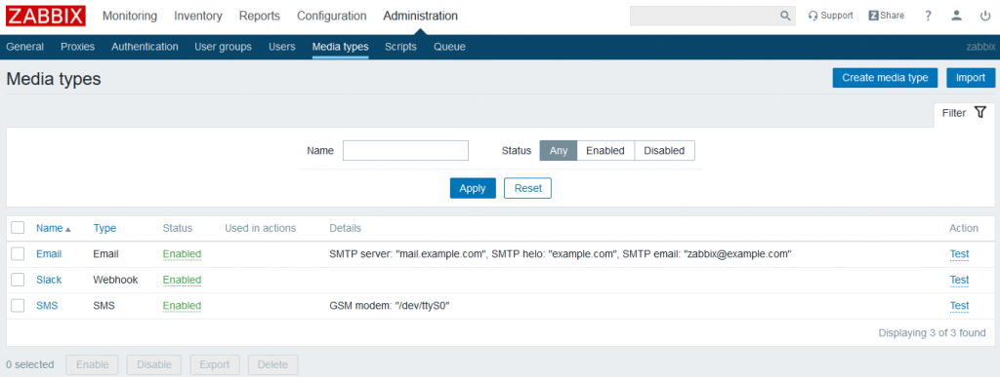 ZABBIX Monitoring Inventory Reports Configuration Administration Support Z Share ?
General Proxies Authentication User groups Users Media types Scripts Queue zabbix
Media types Create media type Import
Filter
Name Status Any Enabled Disabled
Apply Reset
Name Type Status Used in actions Details Action
Email Email Enabled SMTP server: "mail.example.com", SMTP helo: "example.com", SMTP email: "zabbix@example.com" Test
Slack Webhook Enabled Test
SMS SMS Enabled GSM modem: "/dev/ttyS0" Test
Displaying 3 of 3 found
0 selected Enable Disable Export Delete